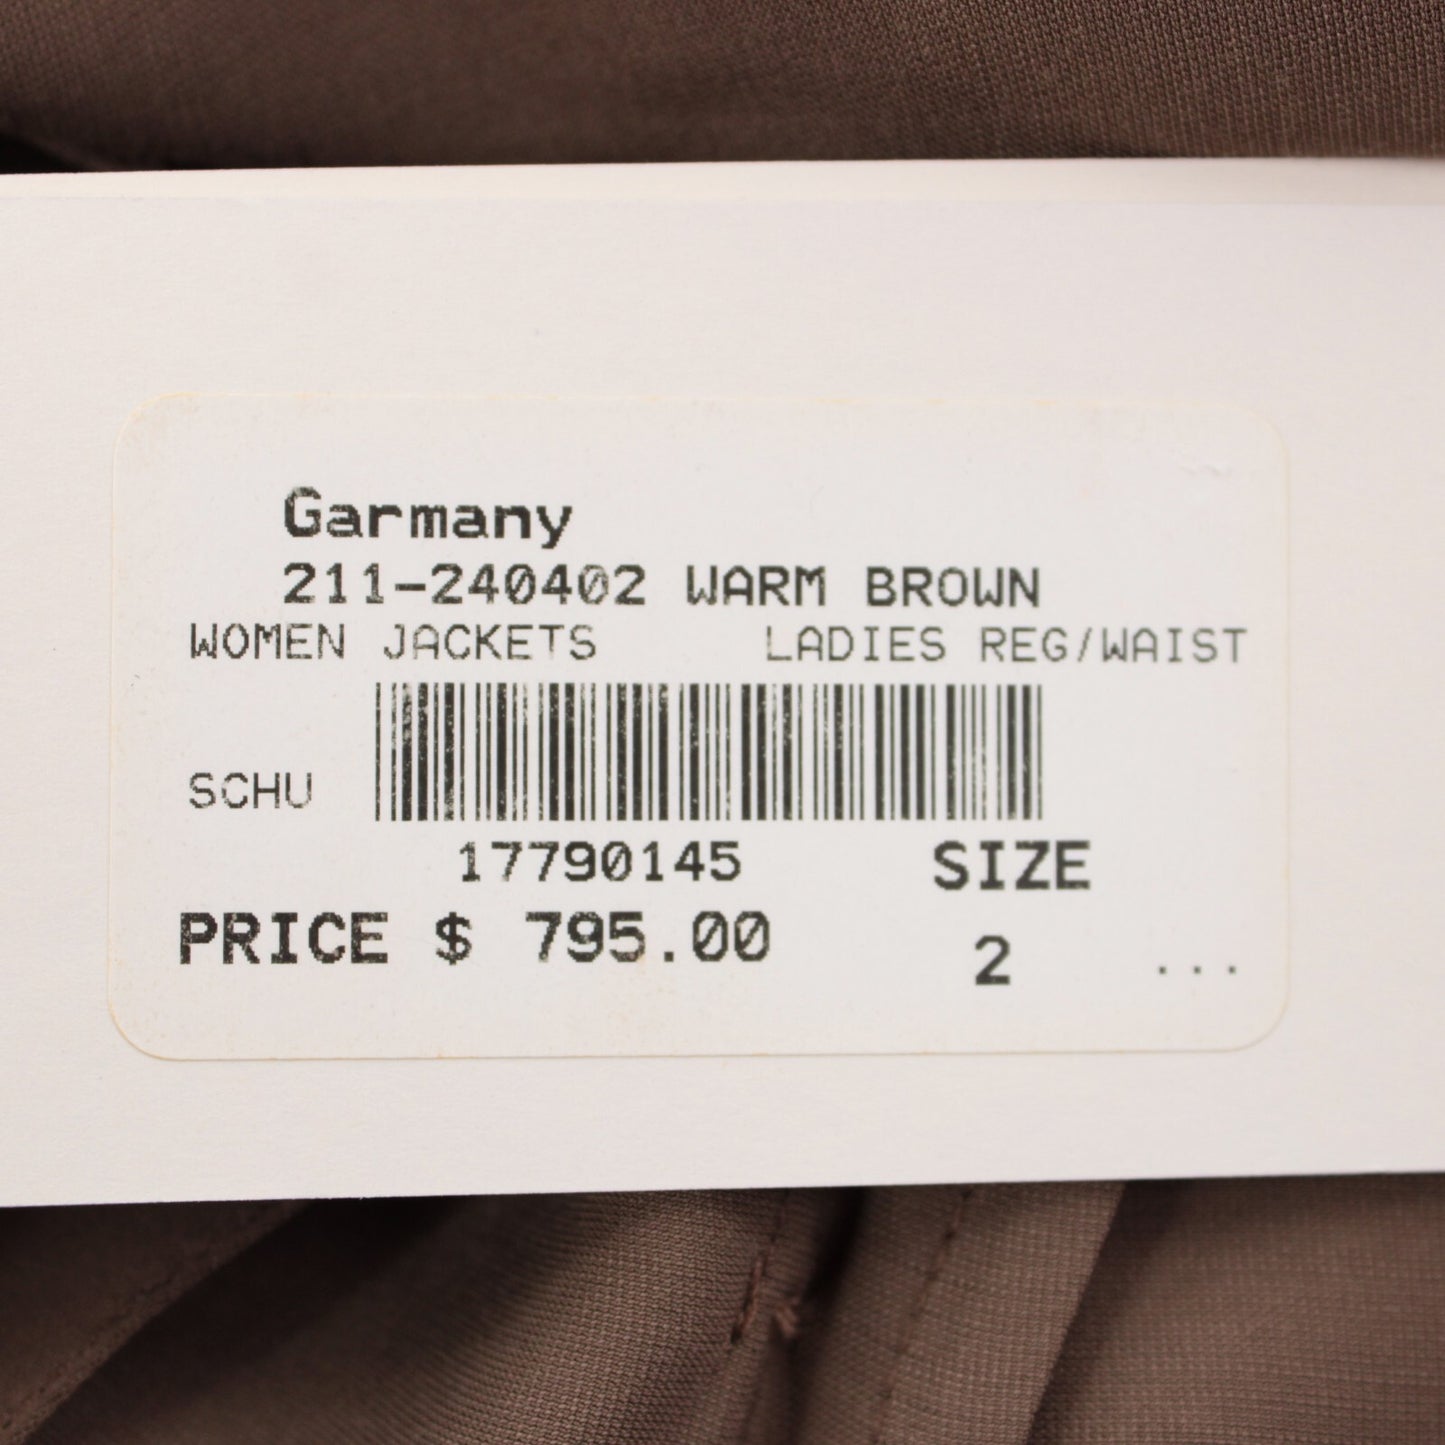 Garmany
211-240402 WARM BROWN
WOMEN JACKETS LADIES REG/WAIST
SCHU
17790145 SIZE
PRICE $ 795.00 2 ...